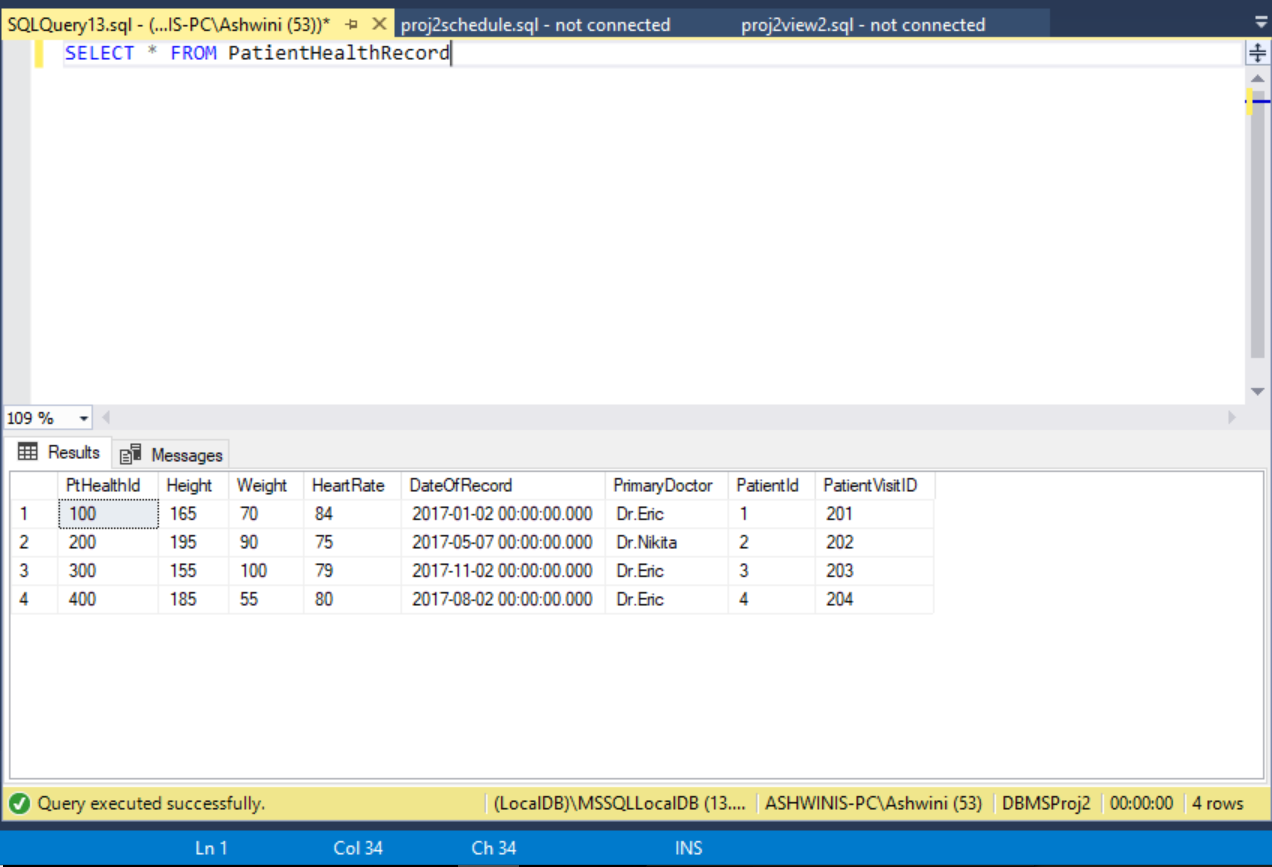 SQLQuery13.sql - (...IS-PC\Ashwini (53))* proj2schedule.sql - not connected proj2view2.sql - not connected
SELECT * FROM PatientHealthRecord
109 %
Results Messages
PtHealthId Height Weight HeartRate DateOfRecord PrimaryDoctor PatientId PatientVisitID
1 100 165 70 84 2017-01-02 00:00:00.000 Dr.Eric 1 201
2 200 195 90 75 2017-05-07 00:00:00.000 Dr.Nikita 2 202
3 300 155 100 79 2017-11-02 00:00:00.000 Dr.Eric 3 203
4 400 185 55 80 2017-08-02 00:00:00.000 Dr.Eric 4 204
Query executed successfully. (LocalDB)\MSSQLLocalDB (13.... ASHWINIS-PC\Ashwini (53) DBMSProj2 00:00:00 4 rows
Ln 1 Col 34 Ch 34 INS